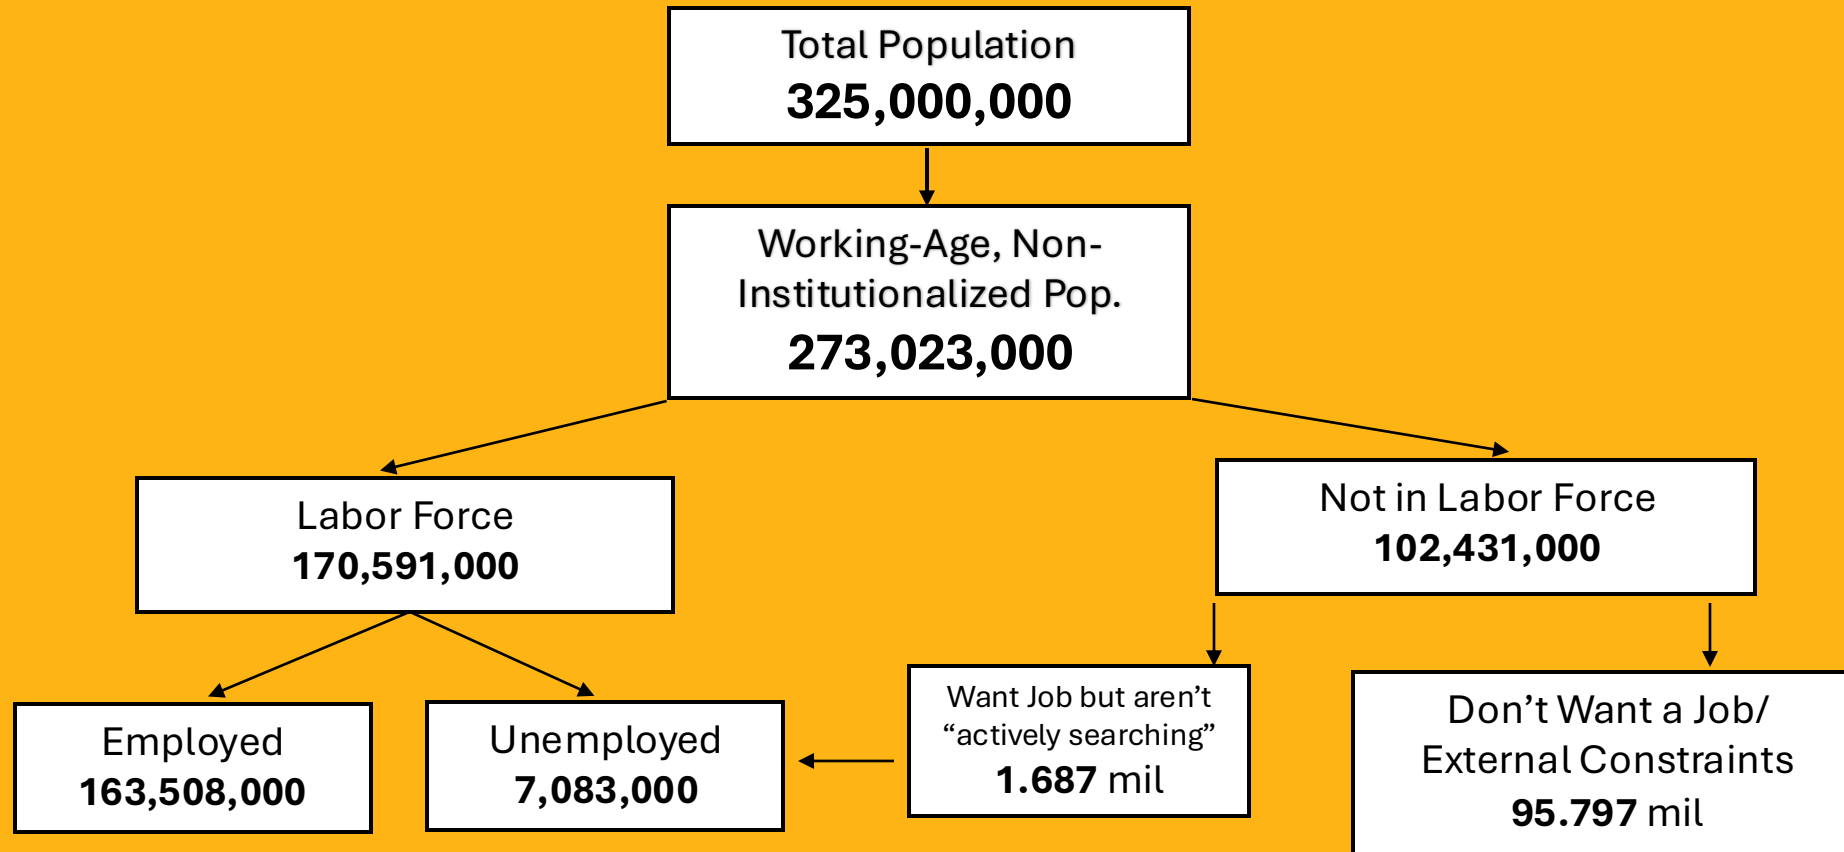 Total Population
325,000,000
Working-Age, Non-
Institutionalized Pop.
273,023,000
Labor Force
170,591,000
Not in Labor Force
102,431,000
Employed
163,508,000
Unemployed
7,083,000
Want Job but aren’t
“actively searching”
1.687 mil
Don’t Want a Job/
External Constraints
95.797 mil